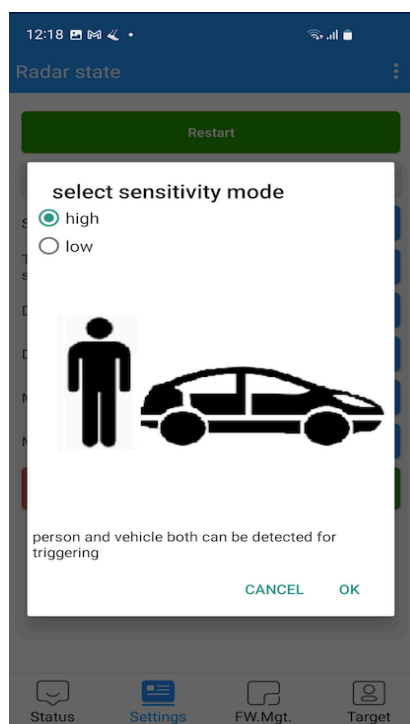 12:18
Radar state
Restart
select sensitivity mode
high
low
person and vehicle both can be detected for
triggering
CANCEL
OK
Status
Settings
FW.Mgt.
Target